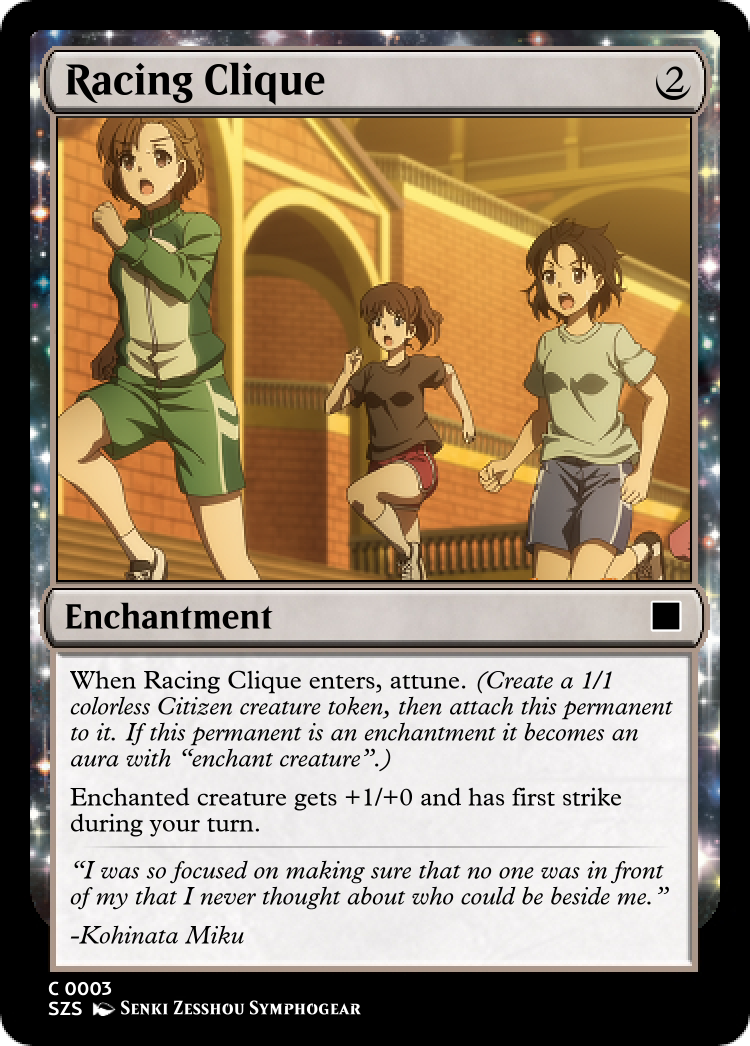 Racing Clique 2
Enchantment
When Racing Clique enters, attune. (Create a 1/1
colorless Citizen creature token, then attach this permanent
to it. If this permanent is an enchantment it becomes an
aura with “enchant creature”.)
Enchanted creature gets +1/+0 and has first strike
during your turn.
“I was so focused on making sure that no one was in front
of my that I never thought about who could be beside me.”
-Kohinata Miku
C 0003
SZS Senki Zesshou Symphogear